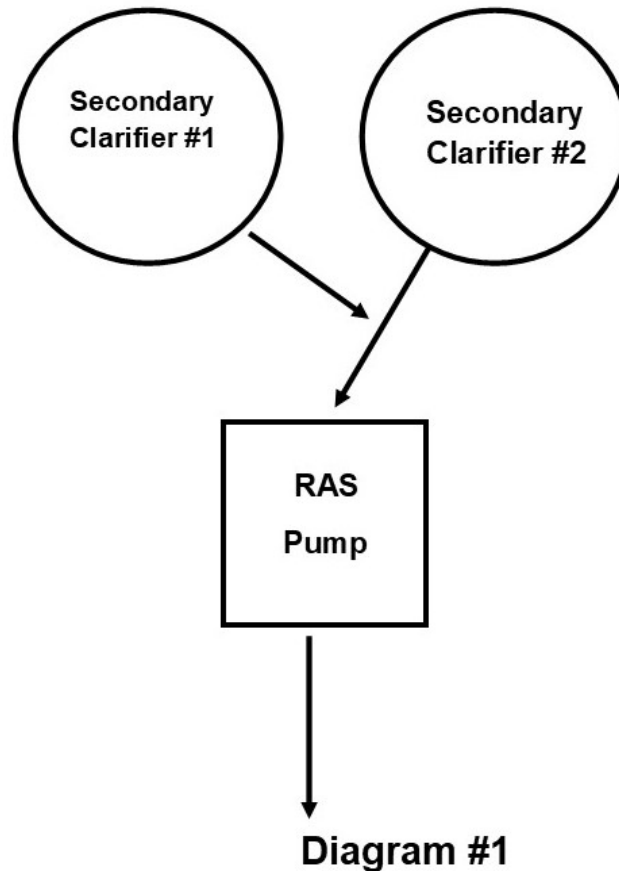 Secondary
Clarifier #1
Secondary
Clarifier #2
RAS
Pump
Diagram #1